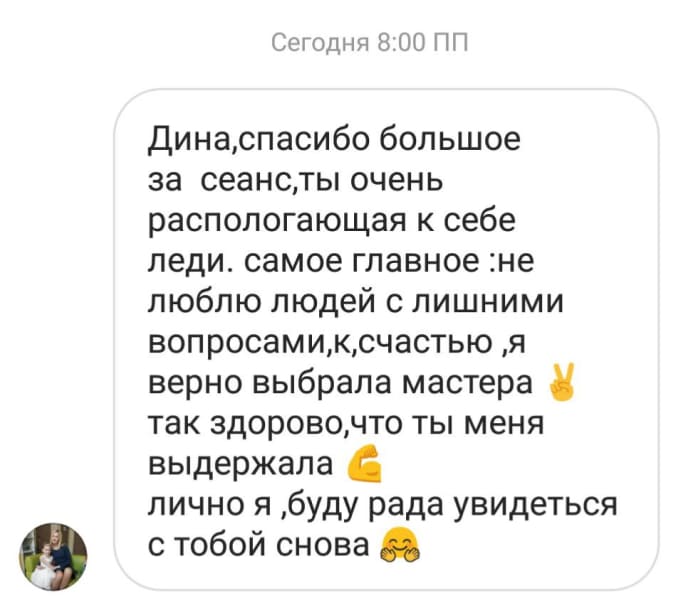 Сегодня 8:00 ПП
Дина,спасибо большое
за сеанс,ты очень
распологающая к себе
леди. самое главное :не
люблю людей с лишними
вопросами,к,счастью ,я
верно выбрала мастера ✌
так здорово,что ты меня
выдержала 💪
лично я ,буду рада увидеться
с тобой снова 🤗